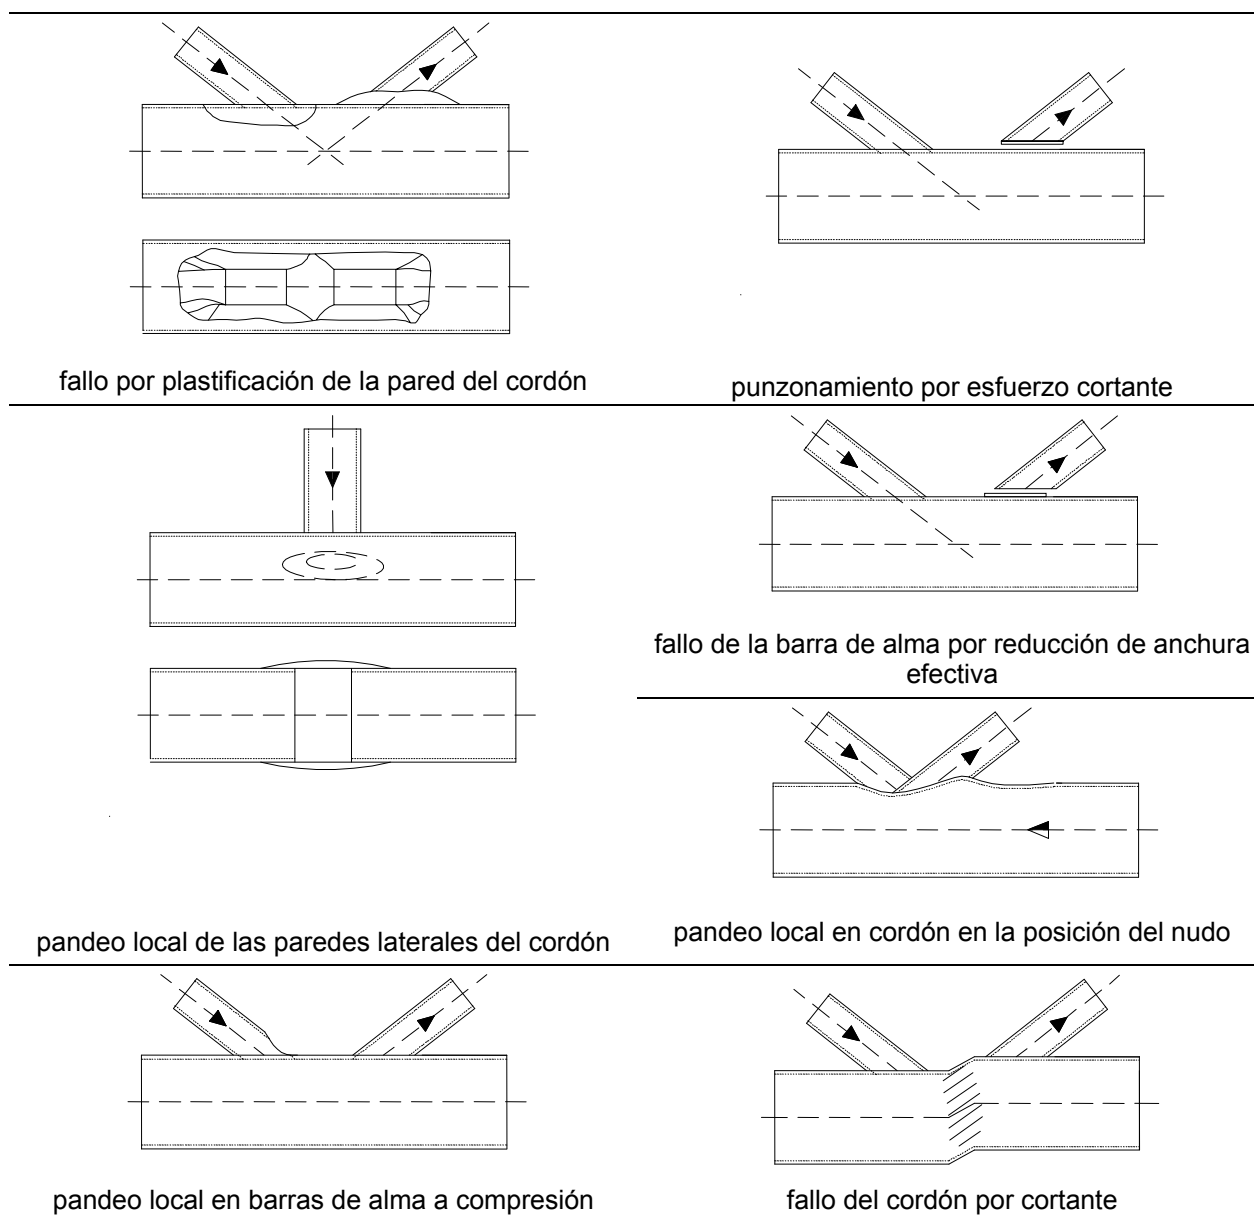 fallo por plastificación de la pared del cordón
punzonamiento por esfuerzo cortante
fallo de la barra de alma por reducción de anchura
efectiva
pandeo local de las paredes laterales del cordón
pandeo local en cordón en la posición del nudo
pandeo local en barras de alma a compresión
fallo del cordón por cortante